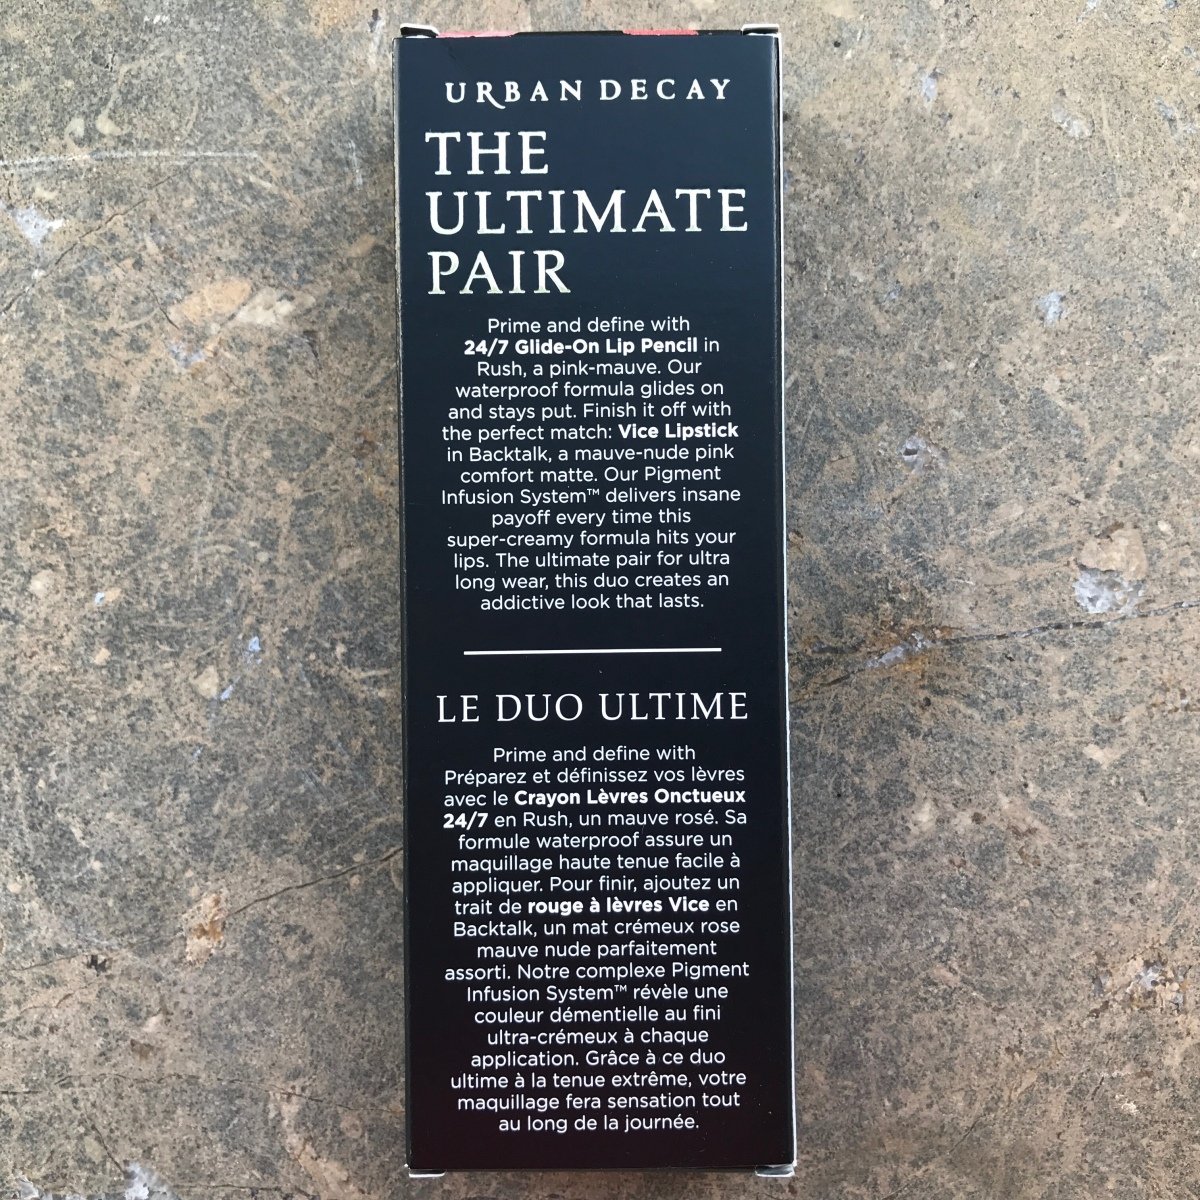 URBAN DECAY
THE
ULTIMATE
PAIR
Prime and define with
24/7 Glide-On Lip Pencil in
Rush, a pink-mauve. Our
waterproof formula glides on
and stays put. Finish it off with
the perfect match: Vice Lipstick
in Backtalk, a mauve-nude pink
comfort matte. Our Pigment
Infusion System™ delivers insane
payoff every time this
super-creamy formula hits your
lips. The ultimate pair for ultra
long wear, this duo creates an
addictive look that lasts.
LE DUO ULTIME
Prime and define with
Préparez et définissez vos lèvres
avec le Crayon Lèvres Onctueux
24/7 en Rush, un mauve rosé. Sa
formule waterproof assure un
maquillage haute tenue facile à
appliquer. Pour finir, ajoutez un
trait de rouge à lèvres Vice en
Backtalk, un mat crémeux rose
mauve nude parfaitement
assorti. Notre complexe Pigment
Infusion System™ révèle une
couleur démentielle au fini
ultra-crémeux à chaque
application. Grâce à ce duo
ultime à la tenue extrême, votre
maquillage fera sensation tout
au long de la journée.